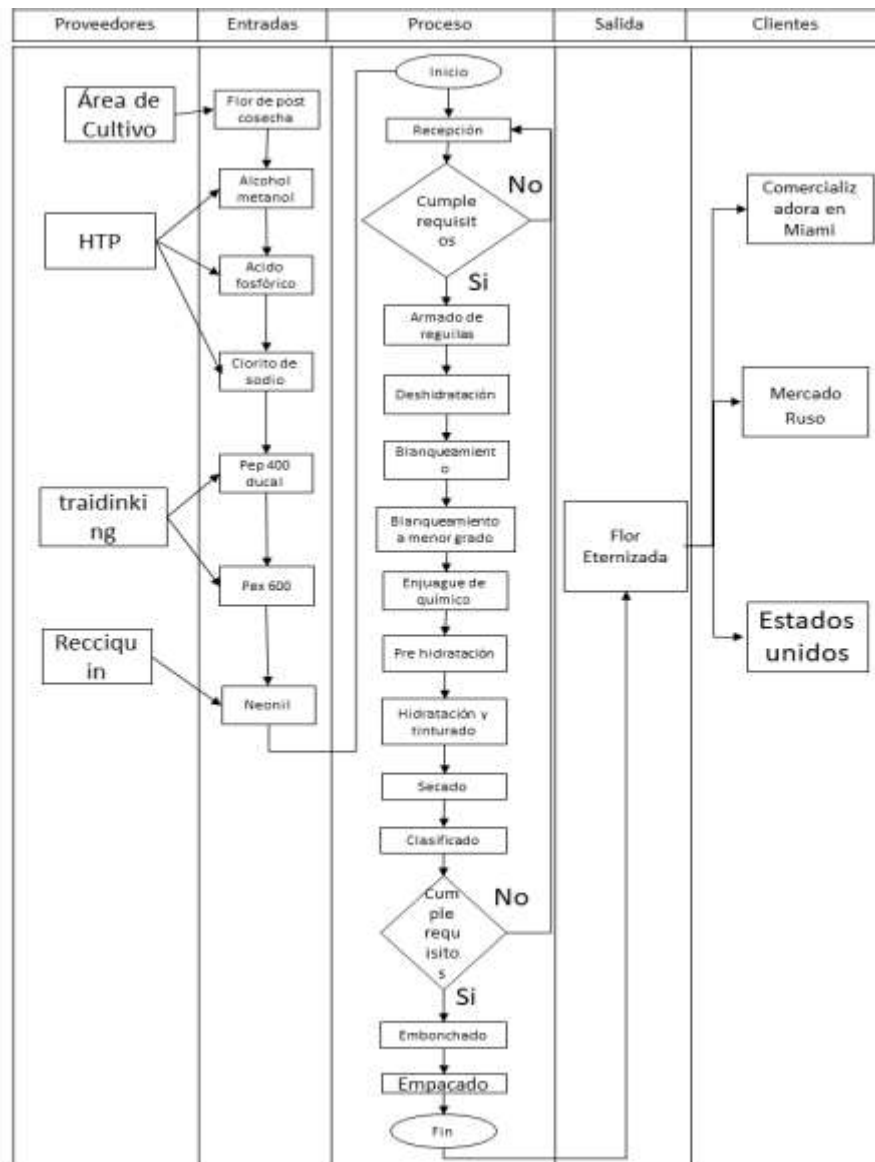 Proveedores
Entradas
Proceso
Salida
Clientes
Área de
Cultivo
HTP
traidinki
ng
Recciqu
in
Flor de post
cosecha
Alcohol
metanol
Acido
fosfórico
Clorito de
sodio
Pep 400
ducal
Pex 600
Neonil
Inicio
Recepción
Cumple
requisit
os
No
Si
Armado de
reguilas
Deshidratación
Blanqueamient
o
Blanqueamiento
a menor grado
Enjuague de
químico
Pre hidratación
Hidratación y
tinturado
Secado
Clasificado
Cum
ple
requ
isito
s
No
Si
Embonchado
Empacado
Fin
Flor
Eternizada
Comercializ
adora en
Miami
Mercado
Ruso
Estados
unidos